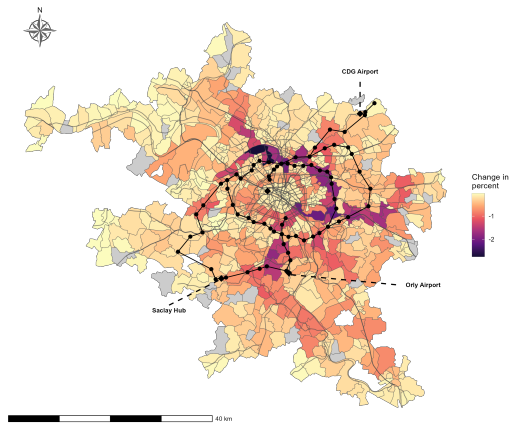 N
CDG Airport
Change in
percent
-1
-2
Orly Airport
Saclay Hub
40 km